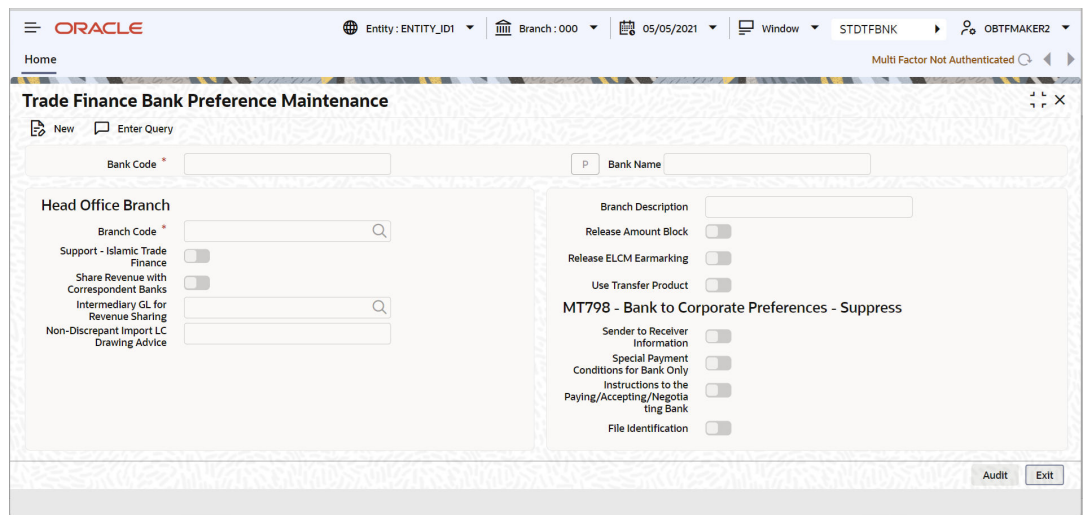 ORACLE
Entity : ENTITY_ID1
Branch : 000
05/05/2021
Window
STDTFBNK
OBTFMAKER2
Home
Multi Factor Not Authenticated
Trade Finance Bank Preference Maintenance
New
Enter Query
Bank Code *
P
Bank Name
Head Office Branch
Branch Code *
Support - Islamic Trade
Finance
Share Revenue with
Correspondent Banks
Intermediary GL for
Revenue Sharing
Non-Discrepant Import LC
Drawing Advice
Branch Description
Release Amount Block
Release ELCM Earmarking
Use Transfer Product
MT798 - Bank to Corporate Preferences - Suppress
Sender to Receiver
Information
Special Payment
Conditions for Bank Only
Instructions to the
Paying/Accepting/Negotia
ting Bank
File Identification
Audit
Exit